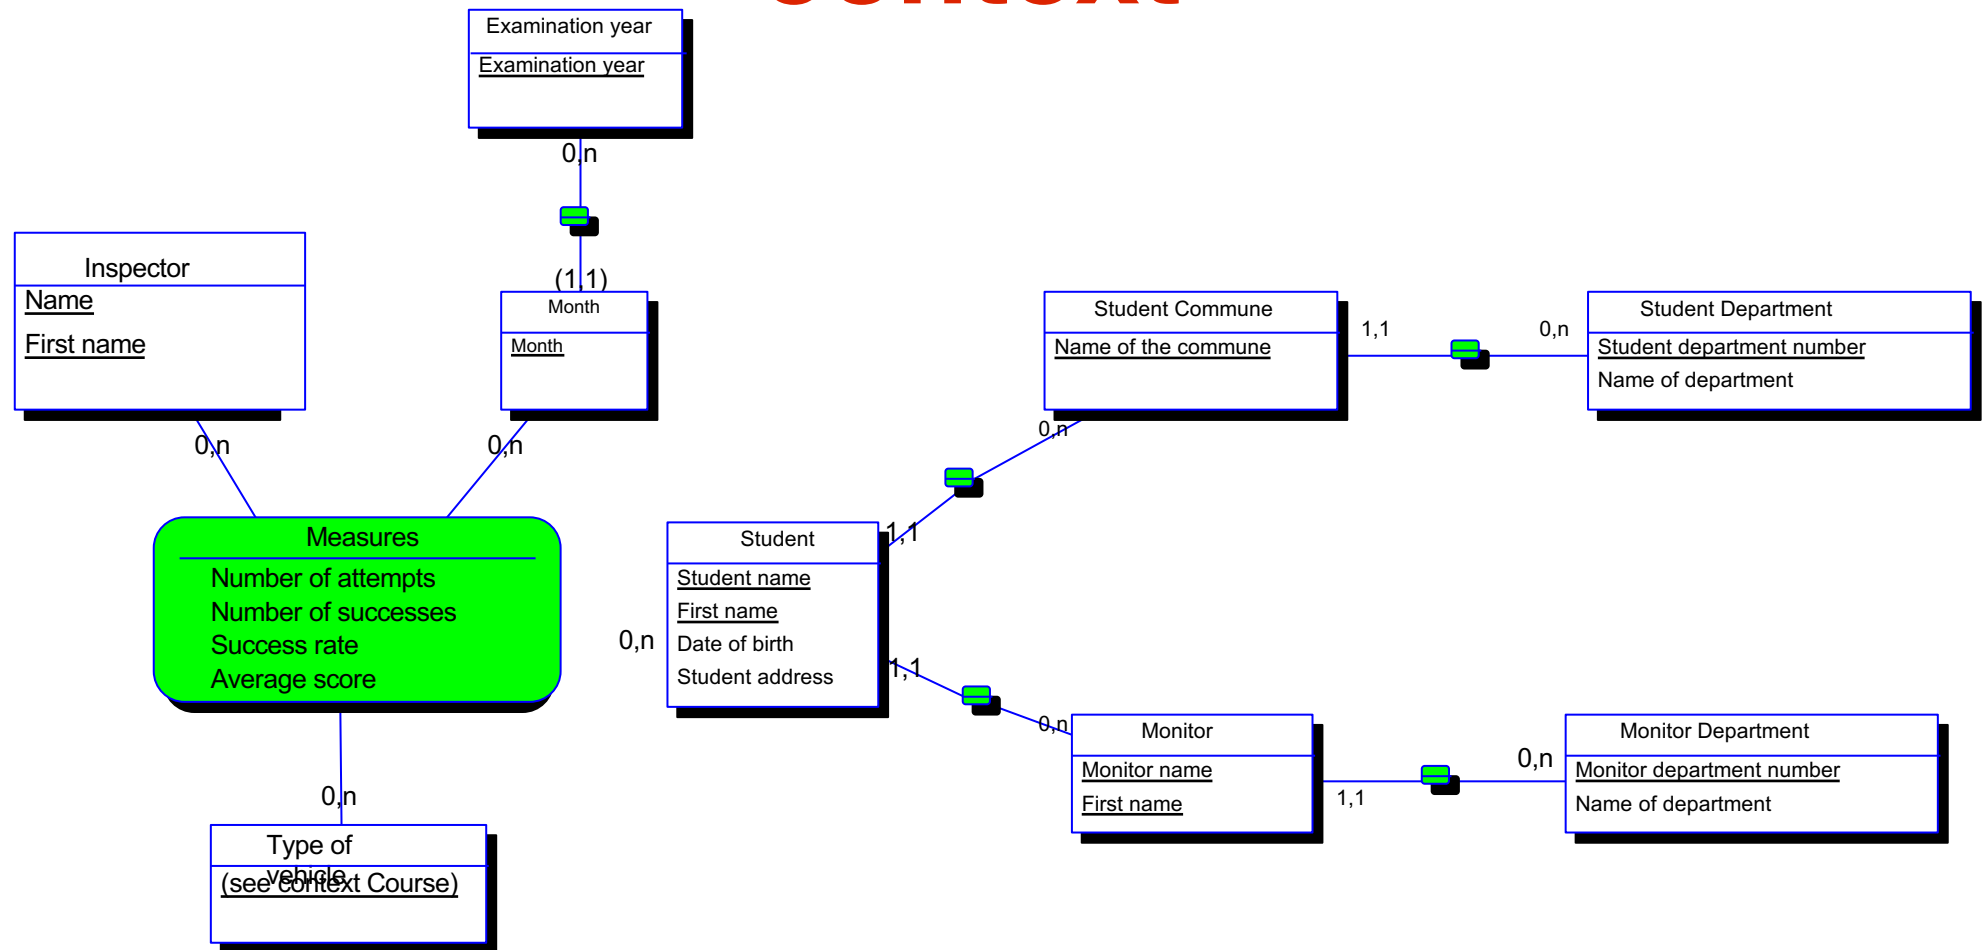 Context
Examination year
Examination year
0,n
(1,1)
Inspector
Name
First name
Month
Month
Student Commune
Name of the commune
1,1
0,n
Student Department
Student department number
Name of department
0,n
0,n
0,n
Measures
Number of attempts
Number of successes
Success rate
Average score
1,1
Student
Student name
First name
Date of birth
Student address
0,n
1,1
0,n
Monitor
Monitor name
First name
1,1
0,n
Monitor Department
Monitor department number
Name of department
0,n
Type of
vehicle
(see context Course)